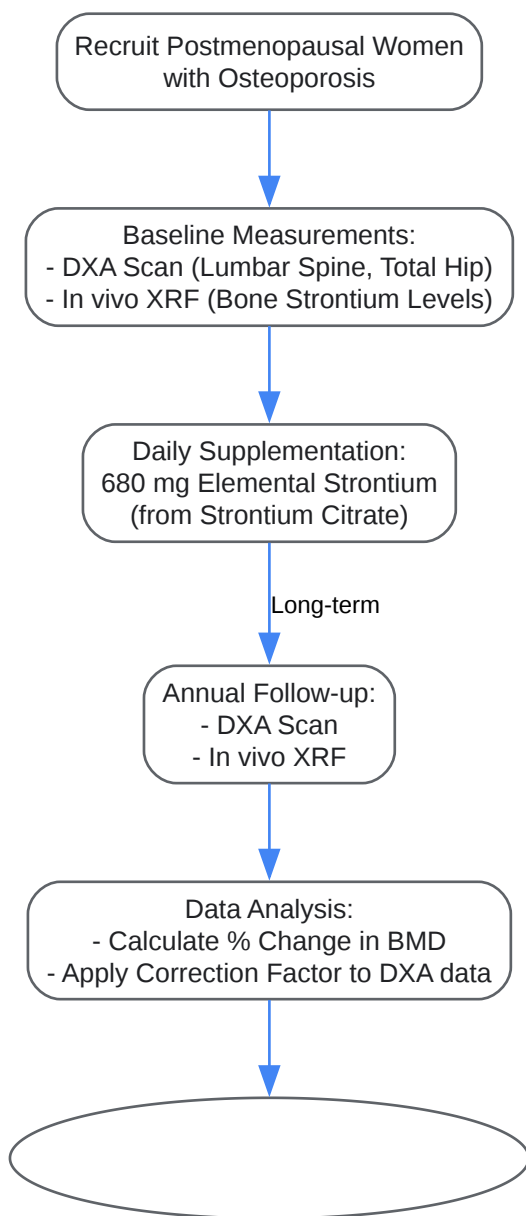 Recruit Postmenopausal Women
with Osteoporosis
Baseline Measurements:
- DXA Scan (Lumbar Spine, Total Hip)
- In vivo XRF (Bone Strontium Levels)
Daily Supplementation:
680 mg Elemental Strontium
(from Strontium Citrate)
Long-term
Annual Follow-up:
- DXA Scan
- In vivo XRF
Data Analysis:
- Calculate % Change in BMD
- Apply Correction Factor to DXA data